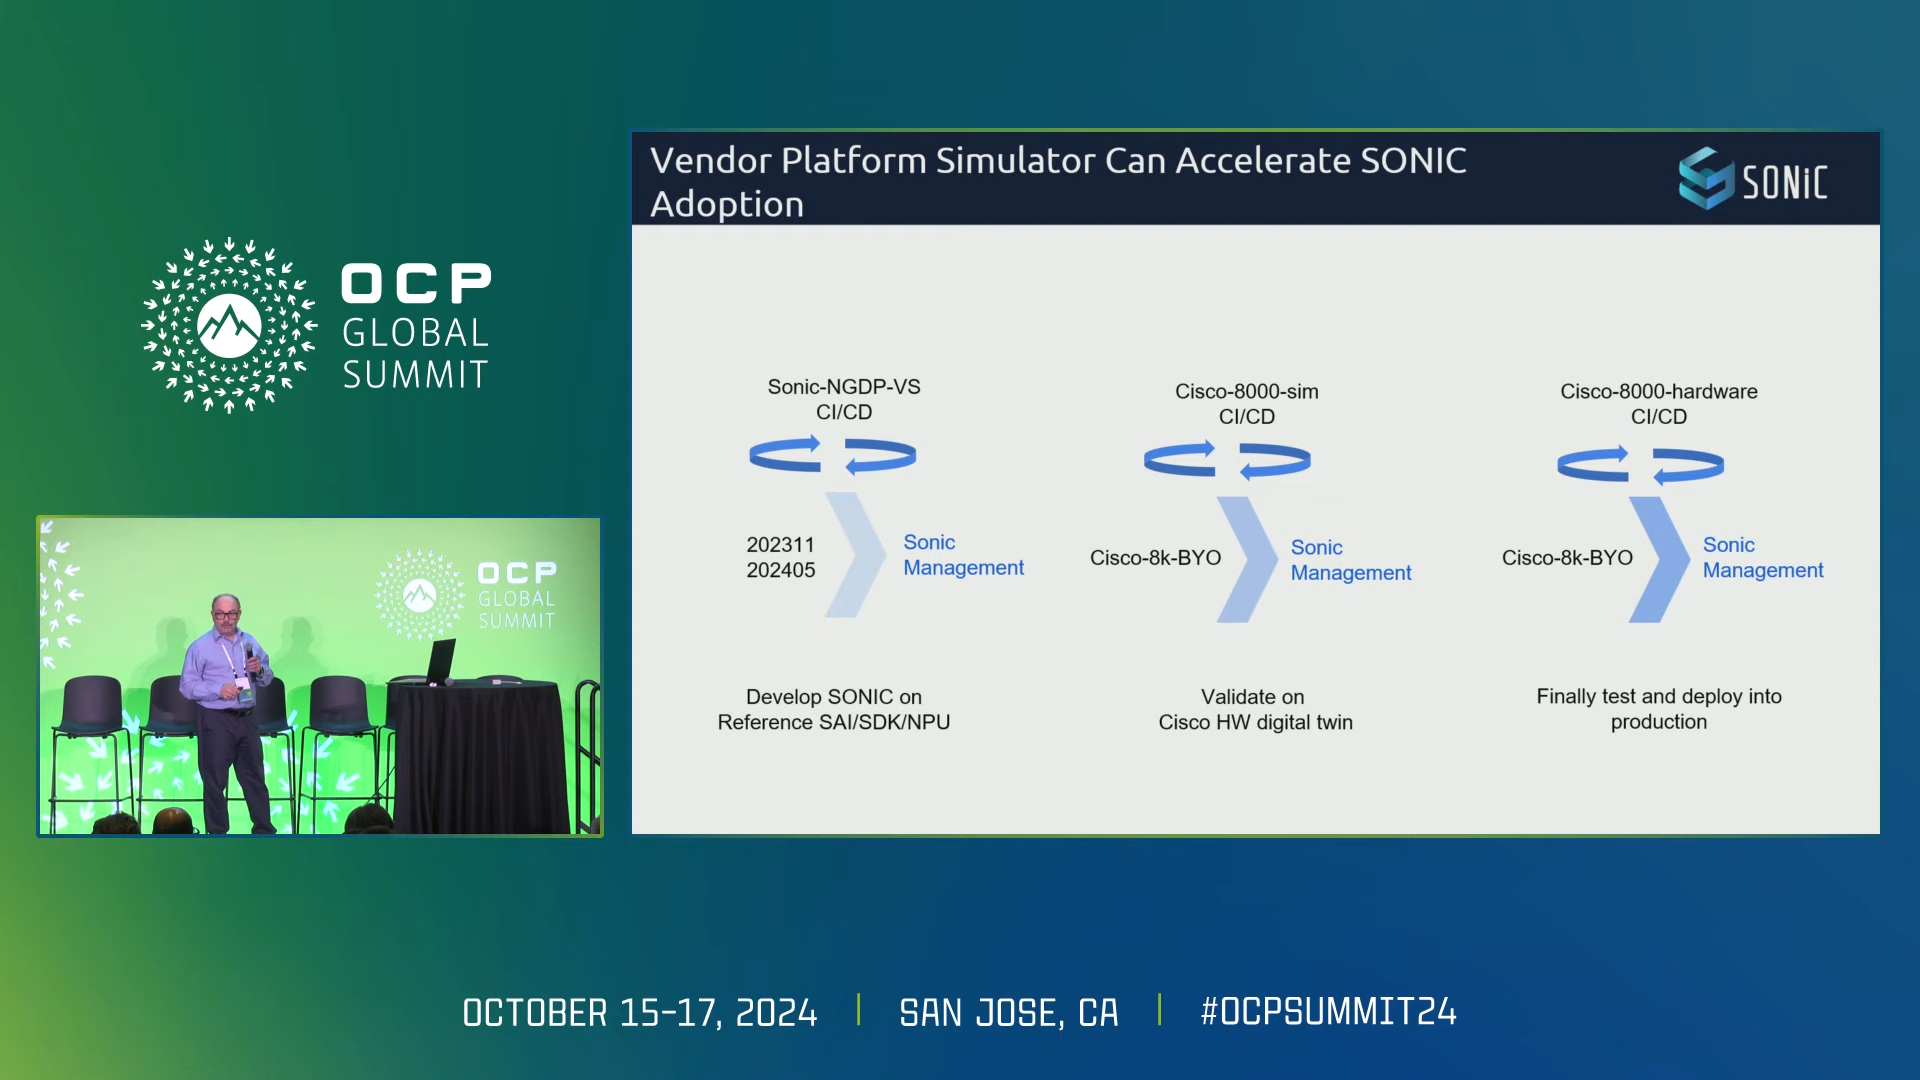 OCP
GLOBAL
SUMMIT
Vendor Platform Simulator Can Accelerate SONIC
Adoption
SONiC
Sonic-NGDP-VS
CI/CD
202311
202405
Sonic
Management
Develop SONIC on
Reference SAI/SDK/NPU
Cisco-8000-sim
CI/CD
Cisco-8k-BYO
Sonic
Management
Validate on
Cisco HW digital twin
Cisco-8000-hardware
CI/CD
Cisco-8k-BYO
Sonic
Management
Finally test and deploy into
production
OCP
GLOBAL
SUMMIT
OCTOBER 15-17, 2024
SAN JOSE, CA
#OCPSUMMIT24